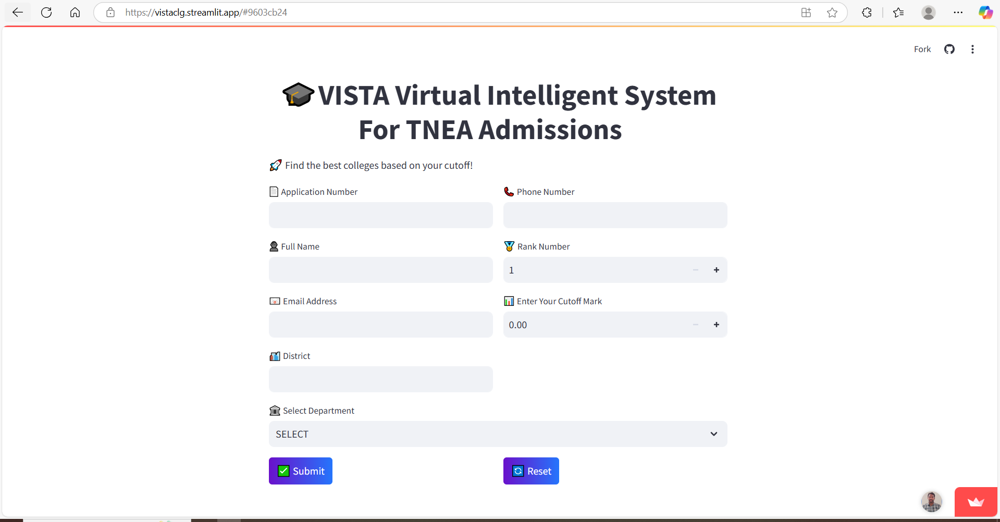 https://vistaclg.streamlit.app/#9603cb24
Fork
VISTA Virtual Intelligent System
For TNEA Admissions
Find the best colleges based on your cutoff!
Application Number
Phone Number
Full Name
Rank Number
1
Email Address
Enter Your Cutoff Mark
0.00
District
Select Department
SELECT
Submit
Reset